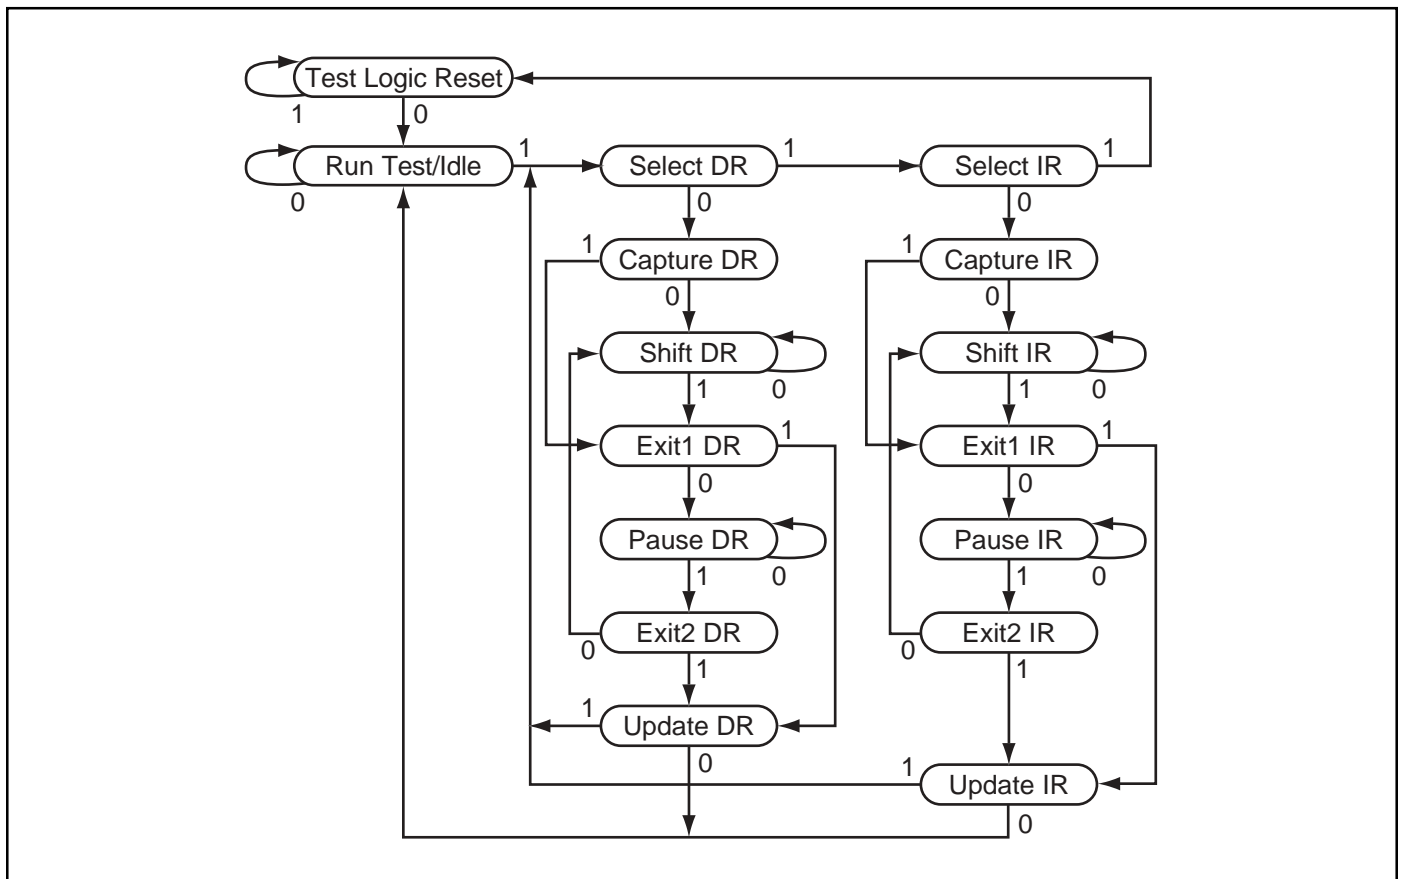 Test Logic Reset
1
0
Run Test/Idle
1
Select DR
1
Select IR
1
0
0
0
1
Capture DR
1
Capture IR
0
0
Shift DR
Shift IR
1
0
1
0
Exit1 DR
1
Exit1 IR
1
0
0
Pause DR
Pause IR
1
0
1
0
Exit2 DR
Exit2 IR
0
1
0
1
1
Update DR
0
1
Update IR
0